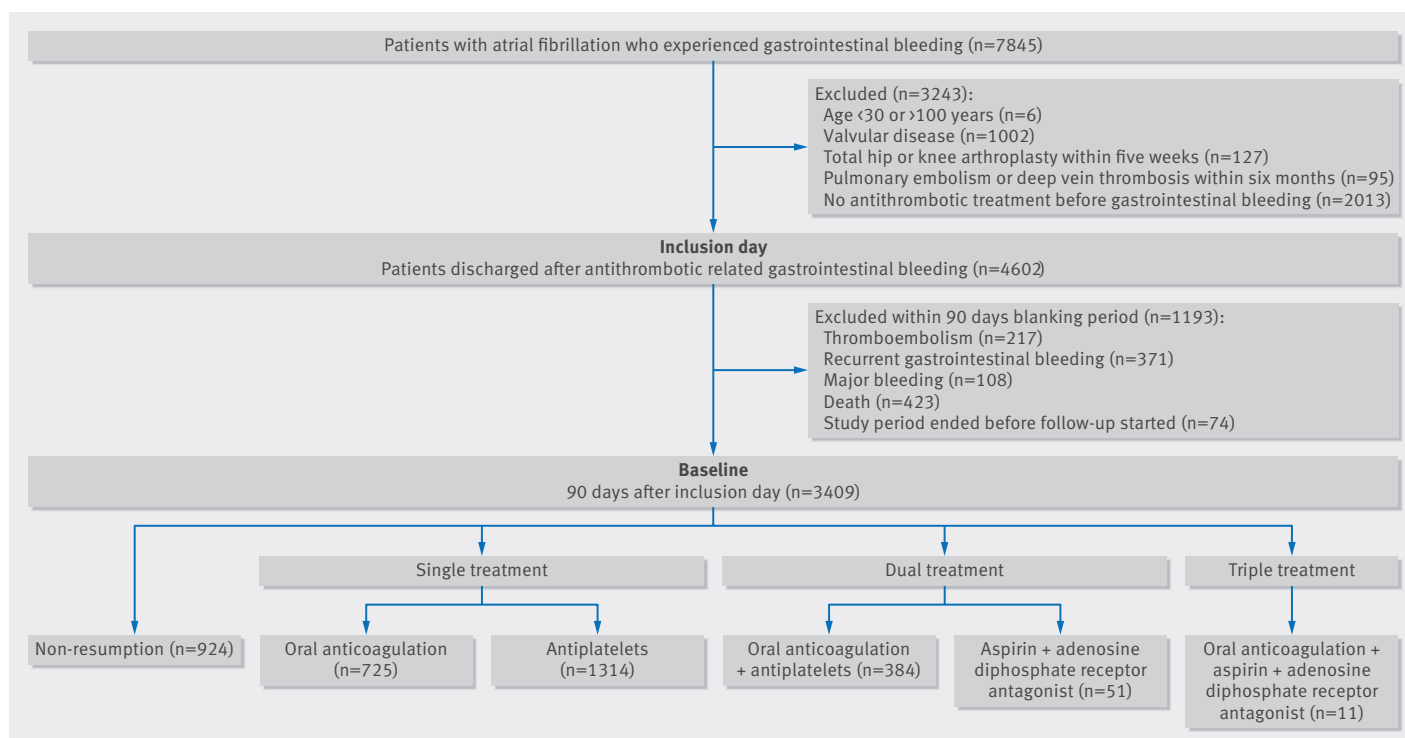 Patients with atrial fibrillation who experienced gastrointestinal bleeding (n=7845)
Excluded (n=3243):
Age <30 or >100 years (n=6)
Valvular disease (n=1002)
Total hip or knee arthroplasty within five weeks (n=127)
Pulmonary embolism or deep vein thrombosis within six months (n=95)
No antithrombotic treatment before gastrointestinal bleeding (n=2013)
Inclusion day
Patients discharged after antithrombotic related gastrointestinal bleeding (n=4602)
Excluded within 90 days blanking period (n=1193):
Thromboembolism (n=217)
Recurrent gastrointestinal bleeding (n=371)
Major bleeding (n=108)
Death (n=423)
Study period ended before follow-up started (n=74)
Baseline
90 days after inclusion day (n=3409)
Single treatment
Dual treatment
Triple treatment
Non-resumption (n=924)
Oral anticoagulation
(n=725)
Antiplatelets
(n=1314)
Oral anticoagulation
+ antiplatelets (n=384)
Aspirin + adenosine
diphosphate receptor
antagonist (n=51)
Oral anticoagulation +
aspirin + adenosine
diphosphate receptor
antagonist (n=11)